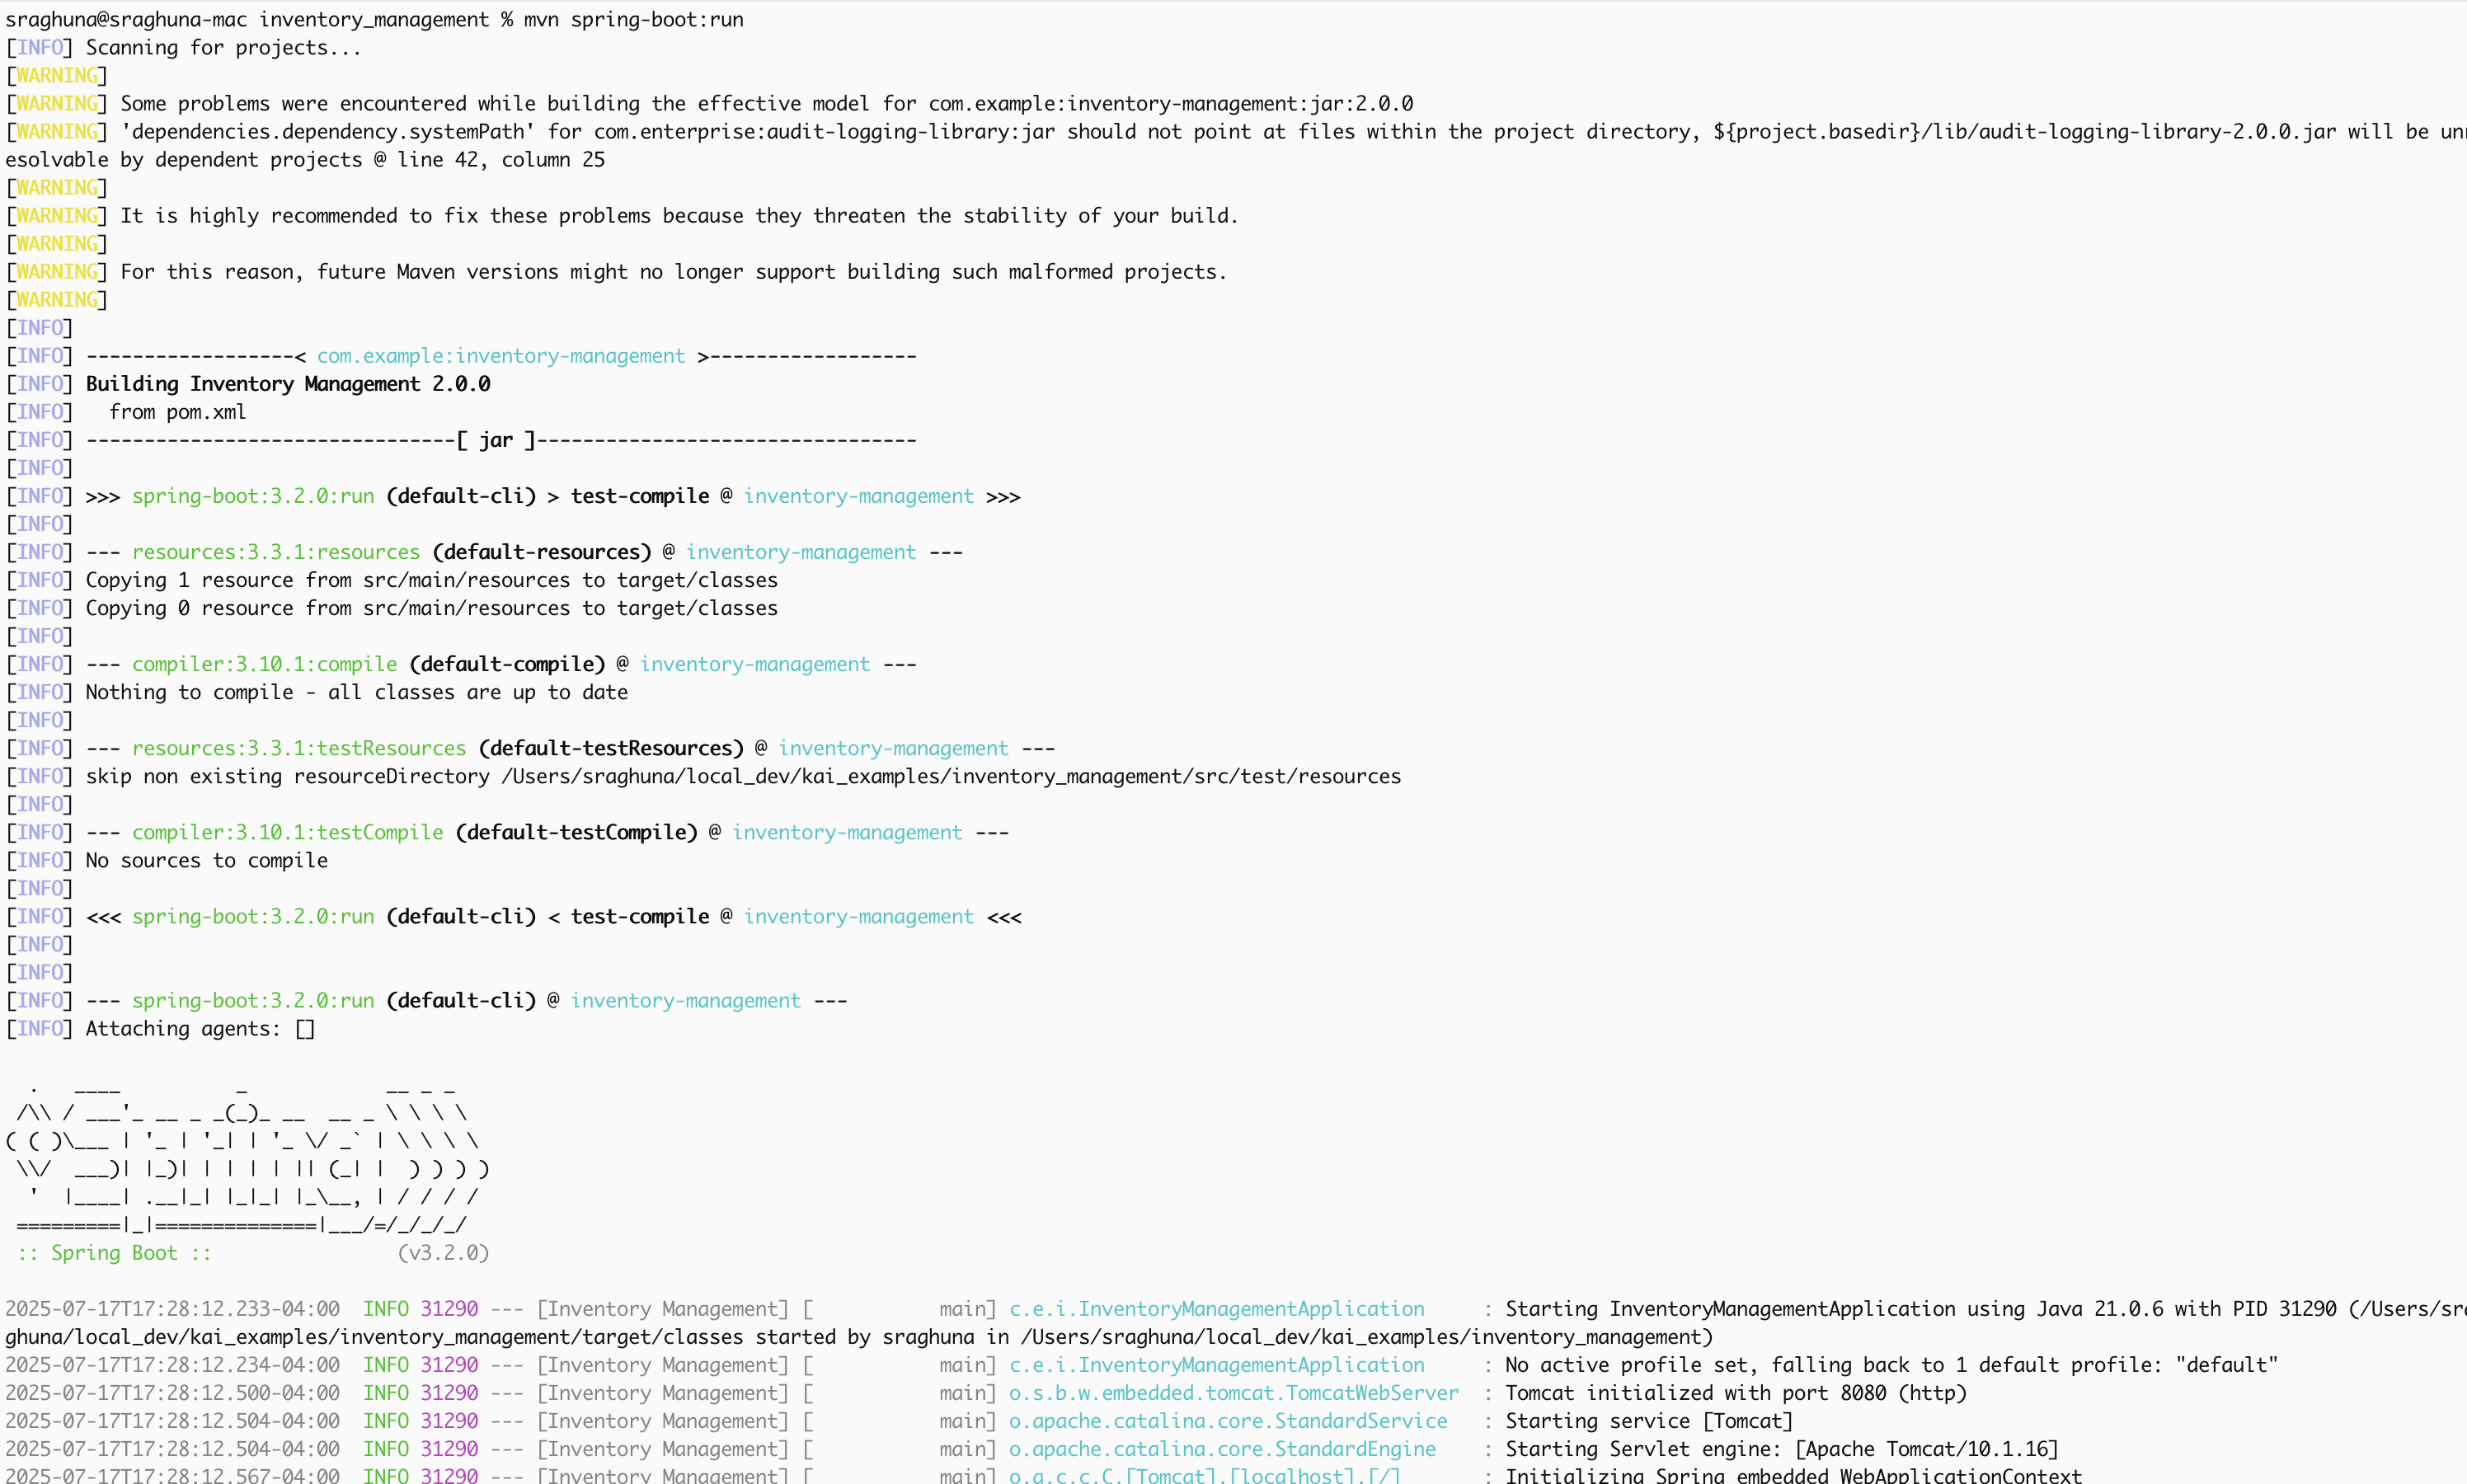 sraghuna@sraghuna-mac inventory_management % mvn spring-boot:run
[INFO] Scanning for projects...
[WARNING]
[WARNING] Some problems were encountered while building the effective model for com.example:inventory-management:jar:2.0.0
[WARNING] 'dependencies.dependency.systemPath' for com.enterprise:audit-logging-library:jar should not point at files within the project directory, ${project.basedir}/lib/audit-logging-library-2.0.0.jar will be unr
esolvable by dependent projects @ line 42, column 25
[WARNING]
[WARNING] It is highly recommended to fix these problems because they threaten the stability of your build.
[WARNING]
[WARNING] For this reason, future Maven versions might no longer support building such malformed projects.
[WARNING]
[INFO]
[INFO] ------------------< com.example:inventory-management >------------------
[INFO] Building Inventory Management 2.0.0
[INFO]   from pom.xml
[INFO] --------------------------------[ jar ]---------------------------------
[INFO]
[INFO] >>> spring-boot:3.2.0:run (default-cli) > test-compile @ inventory-management >>>
[INFO]
[INFO] --- resources:3.3.1:resources (default-resources) @ inventory-management ---
[INFO] Copying 1 resource from src/main/resources to target/classes
[INFO] Copying 0 resource from src/main/resources to target/classes
[INFO]
[INFO] --- compiler:3.10.1:compile (default-compile) @ inventory-management ---
[INFO] Nothing to compile - all classes are up to date
[INFO]
[INFO] --- resources:3.3.1:testResources (default-testResources) @ inventory-management ---
[INFO] skip non existing resourceDirectory /Users/sraghuna/local_dev/kai_examples/inventory_management/src/test/resources
[INFO]
[INFO] --- compiler:3.10.1:testCompile (default-testCompile) @ inventory-management ---
[INFO] No sources to compile
[INFO]
[INFO] <<< spring-boot:3.2.0:run (default-cli) < test-compile @ inventory-management <<<
[INFO]
[INFO]
[INFO] --- spring-boot:3.2.0:run (default-cli) @ inventory-management ---
[INFO] Attaching agents: []
  .   ____          _            __ _ _
 /\\ / ___'_ __ _ _(_)_ __  __ _ \ \ \ \
( ( )\___ | '_ | '_| | '_ \/ _` | \ \ \ \
 \\/  ___)| |_)| | | | | || (_| |  ) ) ) )
  '  |____| .__|_| |_|_| |_\__, | / / / /
 =========|_|==============|___/=/_/_/_/
 :: Spring Boot ::                (v3.2.0)
2025-07-17T17:28:12.233-04:00  INFO 31290 --- [Inventory Management] [           main] c.e.i.InventoryManagementApplication     : Starting InventoryManagementApplication using Java 21.0.6 with PID 31290 (/Users/sra
ghuna/local_dev/kai_examples/inventory_management/target/classes started by sraghuna in /Users/sraghuna/local_dev/kai_examples/inventory_management)
2025-07-17T17:28:12.234-04:00  INFO 31290 --- [Inventory Management] [           main] c.e.i.InventoryManagementApplication     : No active profile set, falling back to 1 default profile: "default"
2025-07-17T17:28:12.500-04:00  INFO 31290 --- [Inventory Management] [           main] o.s.b.w.embedded.tomcat.TomcatWebServer  : Tomcat initialized with port 8080 (http)
2025-07-17T17:28:12.504-04:00  INFO 31290 --- [Inventory Management] [           main] o.apache.catalina.core.StandardService   : Starting service [Tomcat]
2025-07-17T17:28:12.504-04:00  INFO 31290 --- [Inventory Management] [           main] o.apache.catalina.core.StandardEngine    : Starting Servlet engine: [Apache Tomcat/10.1.16]
2025-07-17T17:28:12.567-04:00  INFO 31290 --- [Inventory Management] [           main] o.a.c.c.C.[Tomcat].[localhost].[/]       : Initializing Spring embedded WebApplicationContext